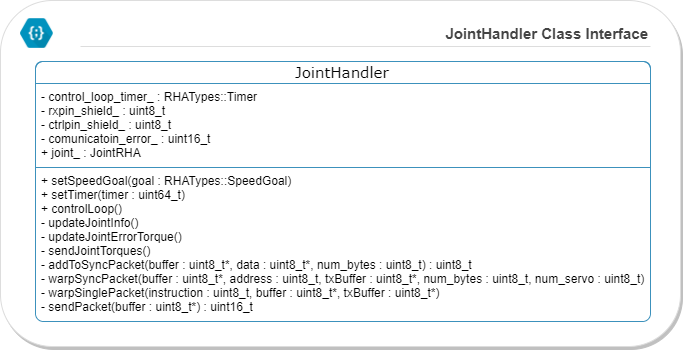 {:}
JointHandler Class Interface
JointHandler
- control_loop_timer_ : RHATypes::Timer
- rxpin_shield_ : uint8_t
- ctrlpin_shield_ : uint8_t
- comunicatoin_error_ : uint16_t
+ joint_ : JointRHA
+ setSpeedGoal(goal : RHATypes::SpeedGoal)
+ setTimer(timer : uint64_t)
+ controlLoop()
- updateJointInfo()
- updateJointErrorTorque()
- sendJointTorques()
- addToSyncPacket(buffer : uint8_t*, data : uint8_t*, num_bytes : uint8_t) : uint8_t
- warpSyncPacket(buffer : uint8_t*, address : uint8_t, txBuffer : uint8_t*, num_bytes : uint8_t, num_servo : uint8_t)
- warpSinglePacket(instruction : uint8_t, buffer : uint8_t*, txBuffer : uint8_t*)
- sendPacket(buffer : uint8_t*) : uint16_t